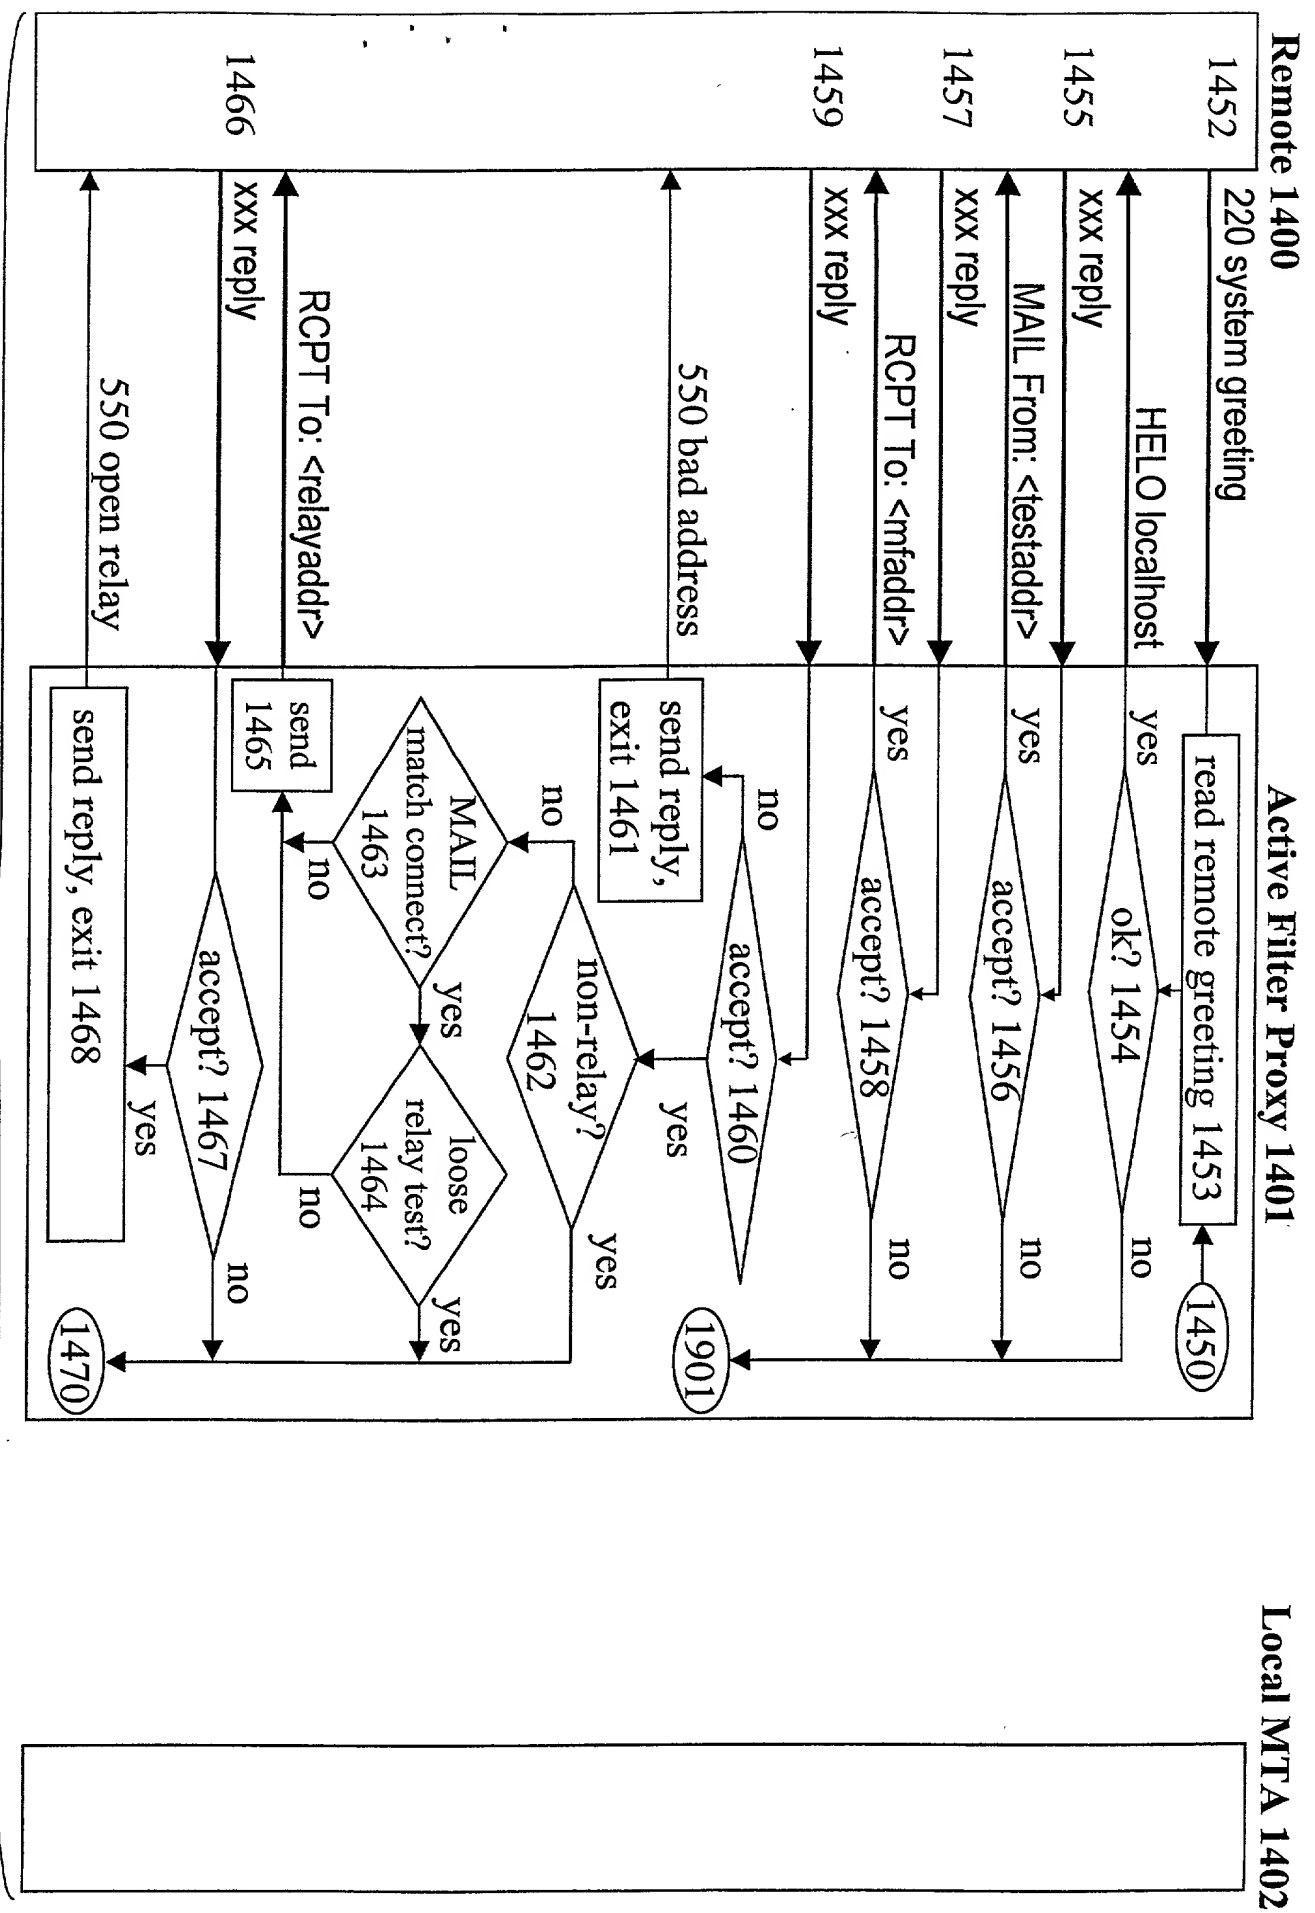 Remote 1400
Active Filter Proxy 1401
Local MTA 1402
1452
220 system greeting
read remote greeting 1453
1450
HELO localhost
yes
ok? 1454
no
1455
xxx reply
MAIL From: <testaddr>
yes
accept? 1456
no
1457
xxx reply
RCPT To: <mfaddr>
yes
accept? 1458
no
1459
xxx reply
no
accept? 1460
yes
1901
550 bad address
send reply,
exit 1461
non-relay?
1462
no
yes
MAIL
match connect?
1463
yes
no
loose
relay test?
1464
yes
no
RCPT To: <relayaddr>
send
1465
1466
xxx reply
accept? 1467
no
yes
550 open relay
send reply, exit 1468
1470